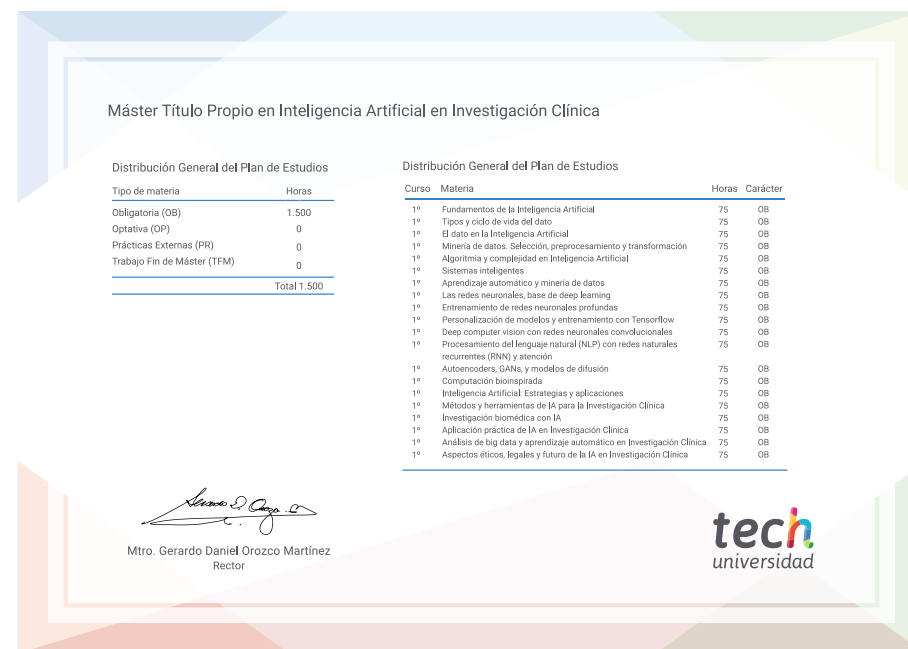 Máster Título Propio en Inteligencia Artificial en Investigación Clínica
Distribución General del Plan de Estudios
Tipo de materia Horas
Obligatoria (OB) 1.500
Optativa (OP) 0
Prácticas Externas (PR) 0
Trabajo Fin de Máster (TFM) 0
Total 1.500
Distribución General del Plan de Estudios
Curso Materia Horas Carácter
1º Fundamentos de la Inteligencia Artificial 75 OB
1º Tipos y ciclo de vida del dato 75 OB
1º El dato en la Inteligencia Artificial 75 OB
1º Minería de datos. Selección, preprocesamiento y transformación 75 OB
1º Algoritmia y complejidad en Inteligencia Artificial 75 OB
1º Sistemas inteligentes 75 OB
1º Aprendizaje automático y minería de datos 75 OB
1º Las redes neuronales, base de deep learning 75 OB
1º Entrenamiento de redes neuronales profundas 75 OB
1º Personalización de modelos y entrenamiento con Tensorflow 75 OB
1º Deep computer vision con redes neuronales convolucionales 75 OB
1º Procesamiento del lenguaje natural (NLP) con redes naturales 75 OB
recurrentes (RNN) y atención
1º Autoencoders, GANs, y modelos de difusión 75 OB
1º Computación bioinspirada 75 OB
1º Inteligencia Artificial: Estrategias y aplicaciones 75 OB
1º Métodos y herramientas de IA para la Investigación Clínica 75 OB
1º Investigación biomédica con IA 75 OB
1º Aplicación práctica de IA en Investigación Clínica 75 OB
1º Análisis de big data y aprendizaje automático en Investigación Clínica 75 OB
1º Aspectos éticos, legales y futuro de la IA en Investigación Clínica 75 OB
Mtro. Gerardo Daniel Orozco Martínez
Rector
tech
universidad